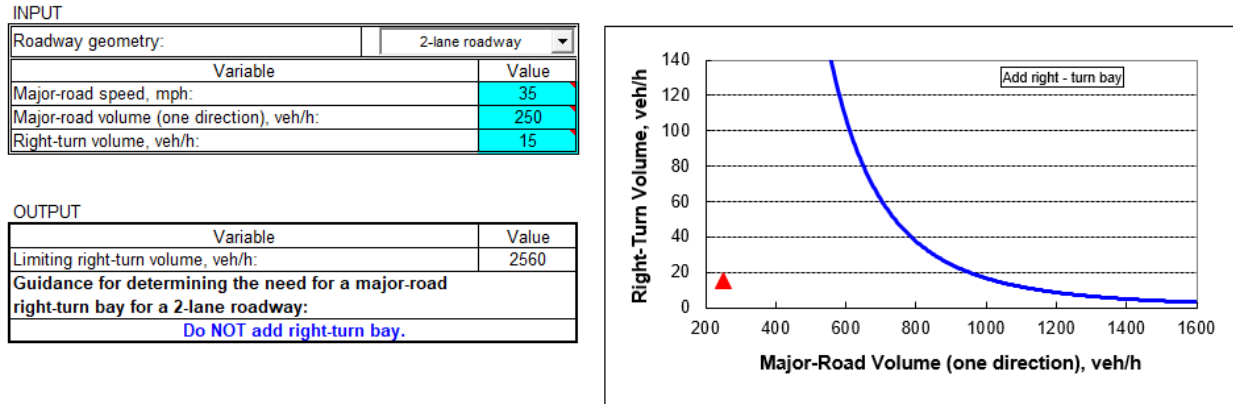 INPUT
Roadway geometry: 2-lane roadway
Variable Value
Major-road speed, mph: 35
Major-road volume (one direction), veh/h: 250
Right-turn volume, veh/h: 15
OUTPUT
Variable Value
Limiting right-turn volume, veh/h: 2560
Guidance for determining the need for a major-road
right-turn bay for a 2-lane roadway:
Do NOT add right-turn bay.
Right-Turn Volume, veh/h
140
120
100
80
60
40
20
0
Add right - turn bay
200 400 600 800 1000 1200 1400 1600
Major-Road Volume (one direction), veh/h